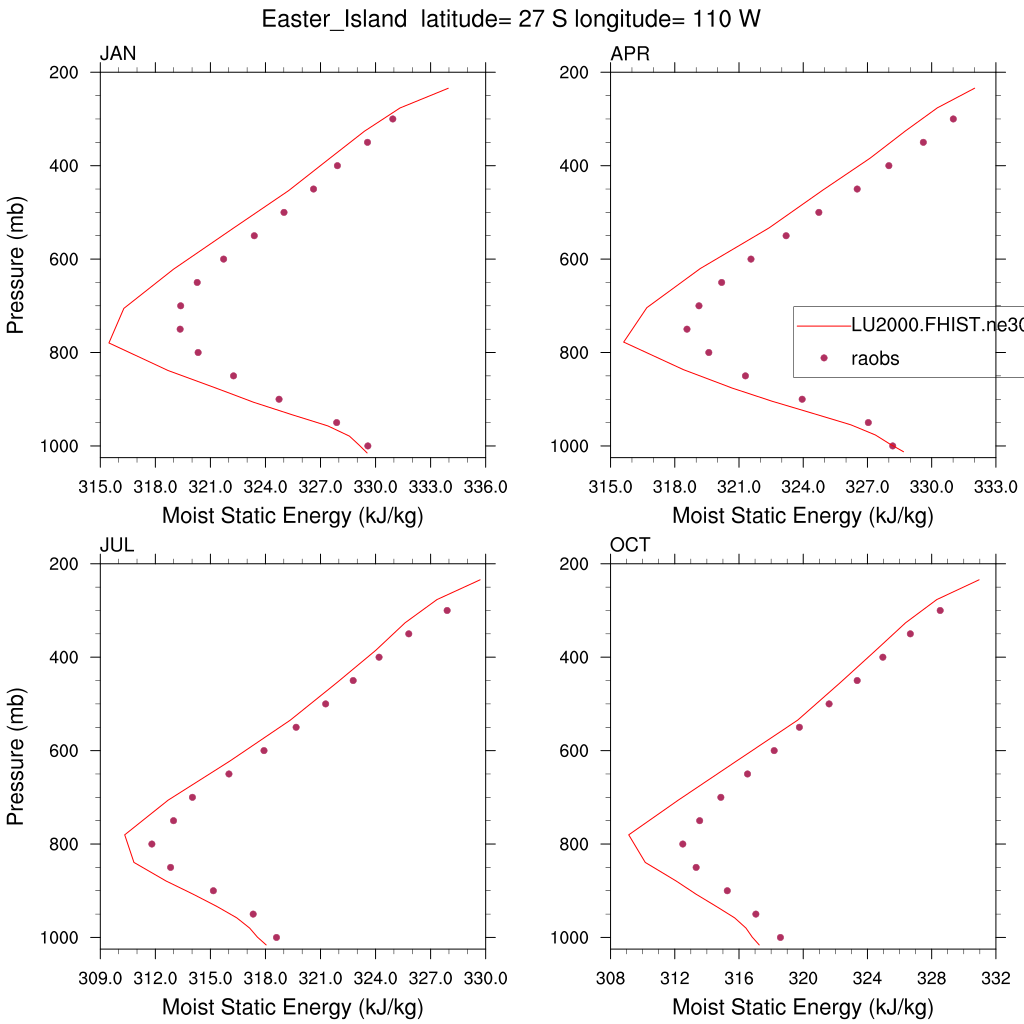 Easter_Island latitude= 27 S longitude= 110 W
JAN
200
400
600
800
1000
Pressure (mb)
315.0 318.0 321.0 324.0 327.0 330.0 333.0 336.0
Moist Static Energy (kJ/kg)
APR
200
400
600
800
1000
LU2000.FHIST.ne30
raobs
315.0 318.0 321.0 324.0 327.0 330.0 333.0
Moist Static Energy (kJ/kg)
JUL
200
400
600
800
1000
Pressure (mb)
309.0 312.0 315.0 318.0 321.0 324.0 327.0 330.0
Moist Static Energy (kJ/kg)
OCT
200
400
600
800
1000
308 312 316 320 324 328 332
Moist Static Energy (kJ/kg)